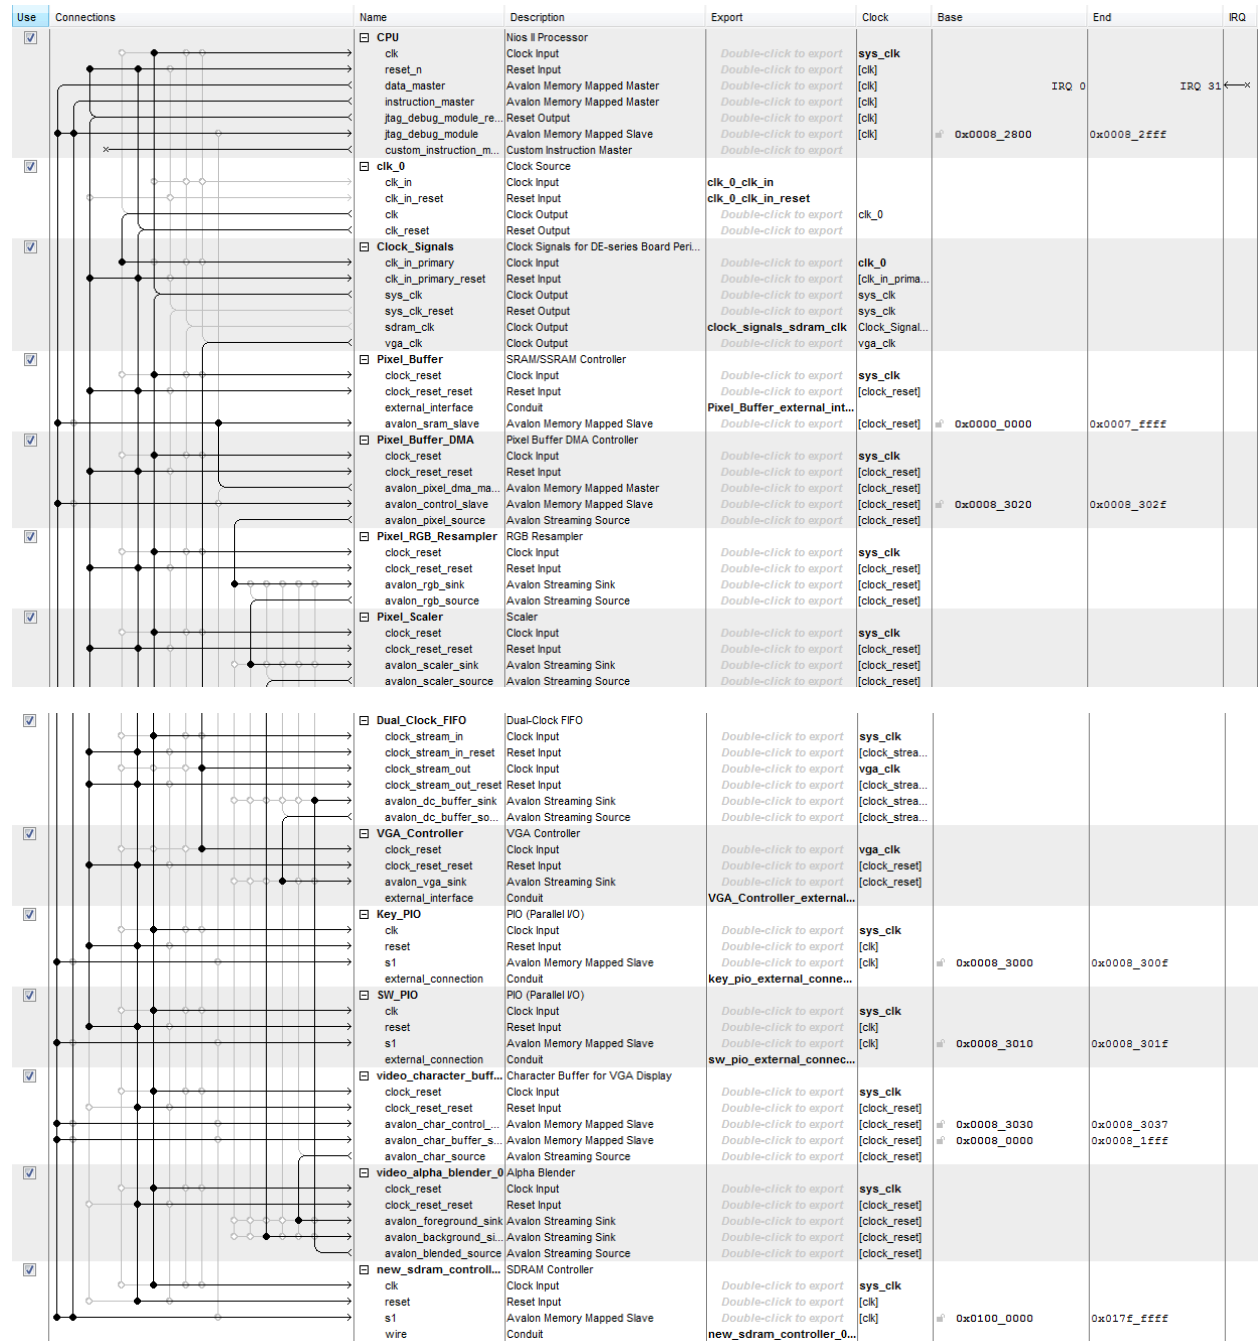 Use Connections Name Description Export Clock Base End IRQ
CPU Nios II Processor
clk Clock Input Double-click to export sys_clk
reset_n Reset Input Double-click to export [clk]
data_master Avalon Memory Mapped Master Double-click to export [clk] IRQ 0 IRQ 31
instruction_master Avalon Memory Mapped Master Double-click to export [clk]
jtag_debug_module_re... Reset Output Double-click to export [clk]
jtag_debug_module Avalon Memory Mapped Slave Double-click to export [clk] 0x0008_2800 0x0008_2fff
custom_instruction_m... Custom Instruction Master Double-click to export
clk_0 Clock Source
clk_in Clock Input clk_0_clk_in
clk_in_reset Reset Input clk_0_clk_in_reset
clk Clock Output Double-click to export clk_0
clk_reset Reset Output Double-click to export
Clock_Signals Clock Signals for DE-series Board Peri...
clk_in_primary Clock Input Double-click to export clk_0
clk_in_primary_reset Reset Input Double-click to export [clk_in_prima...
sys_clk Clock Output Double-click to export sys_clk
sys_clk_reset Reset Output Double-click to export sys_clk
sdram_clk Clock Output clock_signals_sdram_clk Clock_Signal...
vga_clk Clock Output Double-click to export vga_clk
Pixel_Buffer SRAM/SSRAM Controller
clock_reset Clock Input Double-click to export sys_clk
clock_reset_reset Reset Input Double-click to export [clock_reset]
external_interface Conduit Pixel_Buffer_external_int...
avalon_sram_slave Avalon Memory Mapped Slave Double-click to export [clock_reset] 0x0000_0000 0x0007_ffff
Pixel_Buffer_DMA Pixel Buffer DMA Controller
clock_reset Clock Input Double-click to export sys_clk
clock_reset_reset Reset Input Double-click to export [clock_reset]
avalon_pixel_dma_ma... Avalon Memory Mapped Master Double-click to export [clock_reset]
avalon_control_slave Avalon Memory Mapped Slave Double-click to export [clock_reset] 0x0008_3020 0x0008_302f
avalon_pixel_source Avalon Streaming Source Double-click to export [clock_reset]
Pixel_RGB_Resampler RGB Resampler
clock_reset Clock Input Double-click to export sys_clk
clock_reset_reset Reset Input Double-click to export [clock_reset]
avalon_rgb_sink Avalon Streaming Sink Double-click to export [clock_reset]
avalon_rgb_source Avalon Streaming Source Double-click to export [clock_reset]
Pixel_Scaler Scaler
clock_reset Clock Input Double-click to export sys_clk
clock_reset_reset Reset Input Double-click to export [clock_reset]
avalon_scaler_sink Avalon Streaming Sink Double-click to export [clock_reset]
avalon_scaler_source Avalon Streaming Source Double-click to export [clock_reset]
Dual_Clock_FIFO Dual-Clock FIFO
clock_stream_in Clock Input Double-click to export sys_clk
clock_stream_in_reset Reset Input Double-click to export [clock_strea...
clock_stream_out Clock Input Double-click to export vga_clk
clock_stream_out_reset Reset Input Double-click to export [clock_strea...
avalon_dc_buffer_sink Avalon Streaming Sink Double-click to export [clock_strea...
avalon_dc_buffer_so... Avalon Streaming Source Double-click to export [clock_strea...
VGA_Controller VGA Controller
clock_reset Clock Input Double-click to export vga_clk
clock_reset_reset Reset Input Double-click to export [clock_reset]
avalon_vga_sink Avalon Streaming Sink Double-click to export [clock_reset]
external_interface Conduit VGA_Controller_external...
Key_PIO PIO (Parallel I/O)
clk Clock Input Double-click to export sys_clk
reset Reset Input Double-click to export [clk]
s1 Avalon Memory Mapped Slave Double-click to export [clk] 0x0008_3000 0x0008_300f
external_connection Conduit key_pio_external_conne...
SW_PIO PIO (Parallel I/O)
clk Clock Input Double-click to export sys_clk
reset Reset Input Double-click to export [clk]
s1 Avalon Memory Mapped Slave Double-click to export [clk] 0x0008_3010 0x0008_301f
external_connection Conduit sw_pio_external_connec...
video_character_buff... Character Buffer for VGA Display
clock_reset Clock Input Double-click to export sys_clk
clock_reset_reset Reset Input Double-click to export [clock_reset]
avalon_char_control_... Avalon Memory Mapped Slave Double-click to export [clock_reset] 0x0008_3030 0x0008_3037
avalon_char_buffer_s... Avalon Memory Mapped Slave Double-click to export [clock_reset] 0x0008_0000 0x0008_1fff
avalon_char_source Avalon Streaming Source Double-click to export [clock_reset]
video_alpha_blender_0 Alpha Blender
clock_reset Clock Input Double-click to export sys_clk
clock_reset_reset Reset Input Double-click to export [clock_reset]
avalon_foreground_sink Avalon Streaming Sink Double-click to export [clock_reset]
avalon_background_si... Avalon Streaming Sink Double-click to export [clock_reset]
avalon_blended_source Avalon Streaming Source Double-click to export [clock_reset]
new_sdram_controll... SDRAM Controller
clk Clock Input Double-click to export sys_clk
reset Reset Input Double-click to export [clk]
s1 Avalon Memory Mapped Slave Double-click to export [clk] 0x0100_0000 0x017f_ffff
wire Conduit new_sdram_controller_0...